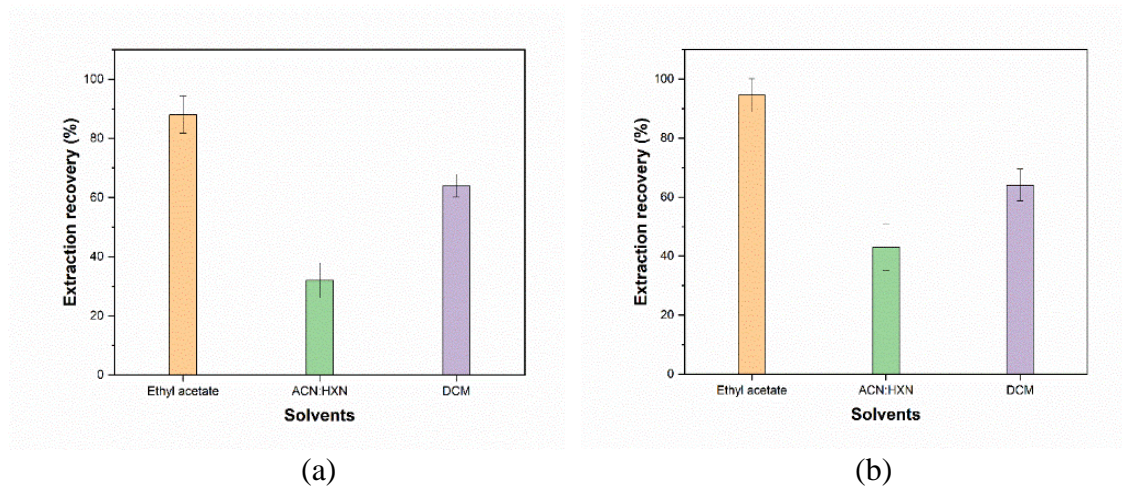 Extraction recovery (%)
100
80
60
40
20
0
Ethyl acetate ACN:HXN DCM
Solvents
(a)
Extraction recovery (%)
100
80
60
40
20
0
Ethyl acetate ACN:HXN DCM
Solvents
(b)